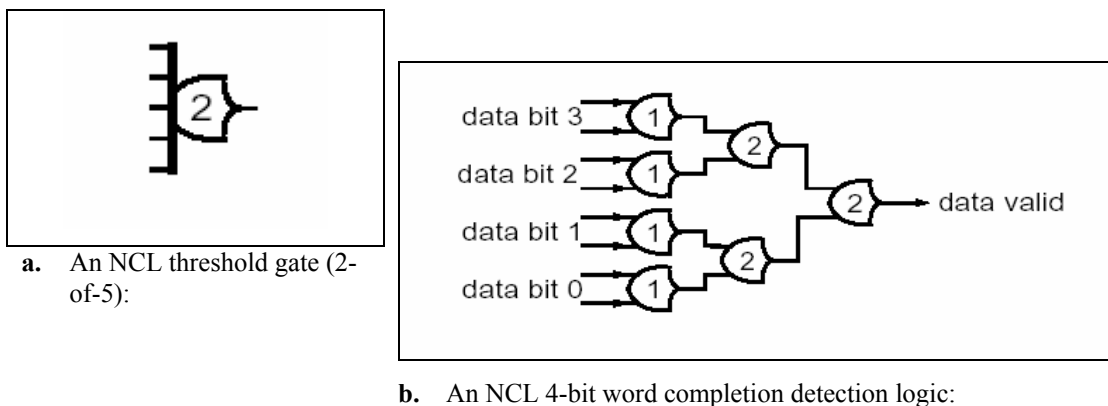 2
a. An NCL threshold gate (2-
of-5):
data bit 3
data bit 2
data bit 1
data bit 0
1
1
1
1
2
2
2
data valid
b. An NCL 4-bit word completion detection logic: